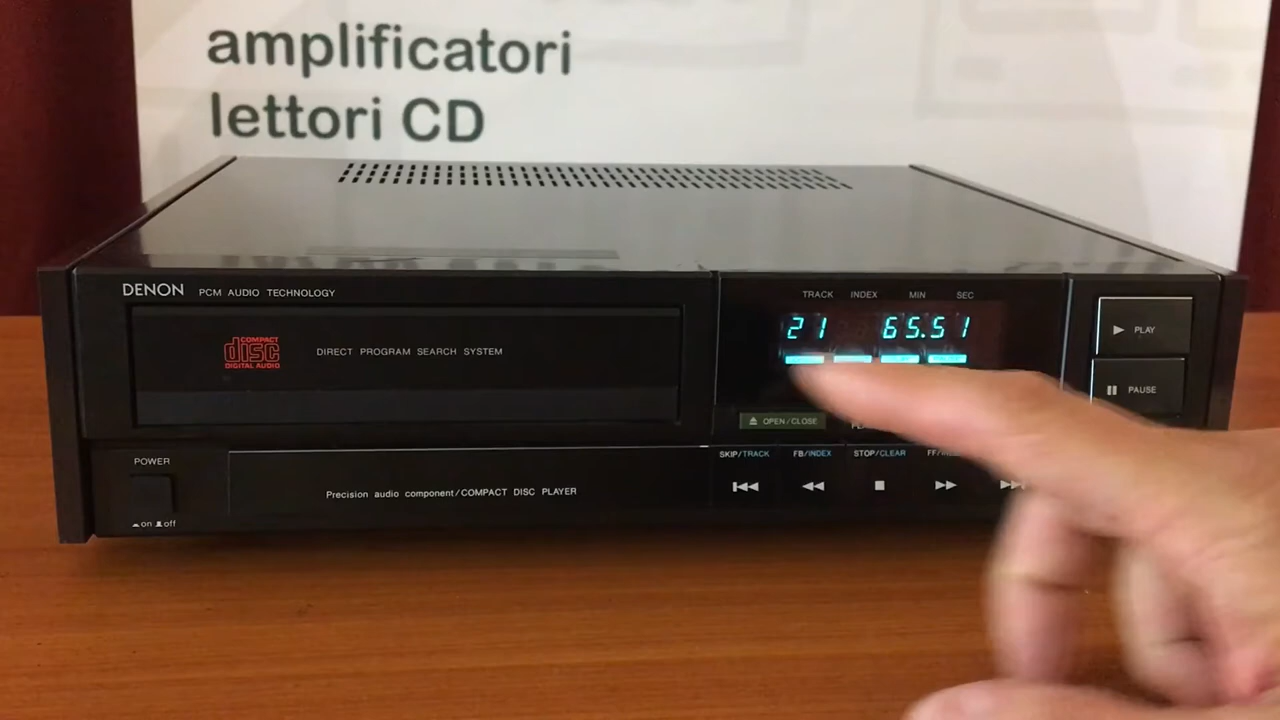 amplificatori
lettori CD
DENON PCM AUDIO TECHNOLOGY
COMPACT
disc
DIGITAL AUDIO
DIRECT PROGRAM SEARCH SYSTEM
TRACK INDEX MIN SEC
21 65.51
PLAY
PAUSE
OPEN/CLOSE
POWER
on off
Precision audio component/COMPACT DISC PLAYER
SKIP/TRACK FB/INDEX STOP/CLEAR